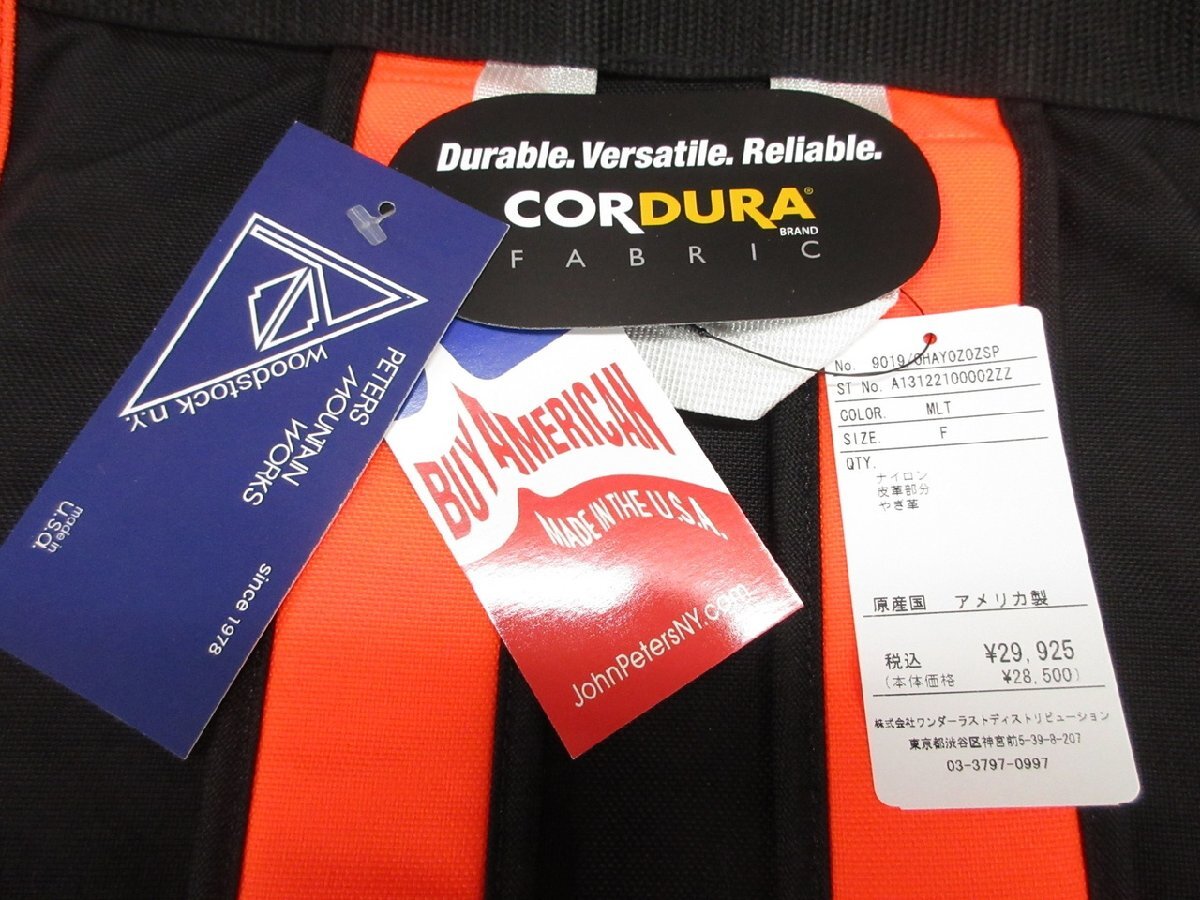 Durable. Versatile. Reliable.
CORDURA®
BRAND
FABRIC
woodstock n.y.
PETERS
MOUNTAIN
WORKS
made in
u.s.a.
since 1978
BUY AMERICAN
MADE IN THE U.S.A.
JohnPetersNY.com
No. 9019/OHAY0Z0ZSP
ST No. A13122100002ZZ
COLOR. MLT
SIZE. F
QTY.
ナイロン
皮革部分
やぎ革
原産国 アメリカ製
税込 ¥29,925
(本体価格 ¥28,500)
株式会社ワンダーラストディストリビューション
東京都渋谷区神宮前5-39-8-207
03-3797-0997